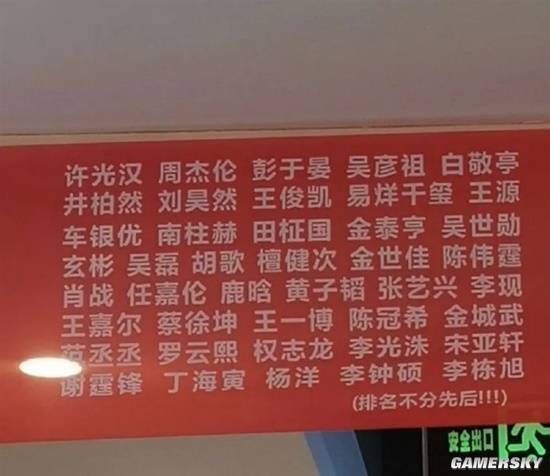 许光汉 周杰伦 彭于晏 吴彦祖 白敬亭
井柏然 刘昊然 王俊凯 易烊千玺 王源
车银优 南柱赫 田柾国 金泰亨 吴世勋
玄彬 吴磊 胡歌 檀健次 金世佳 陈伟霆
肖战 任嘉伦 鹿晗 黄子韬 张艺兴 李现
王嘉尔 蔡徐坤 王一博 陈冠希 金城武
范丞丞 罗云熙 权志龙 李光洙 宋亚轩
谢霆锋 丁海寅 杨洋 李钟硕 李栋旭
(排名不分先后!!!)
安全出口
GAMERSKY